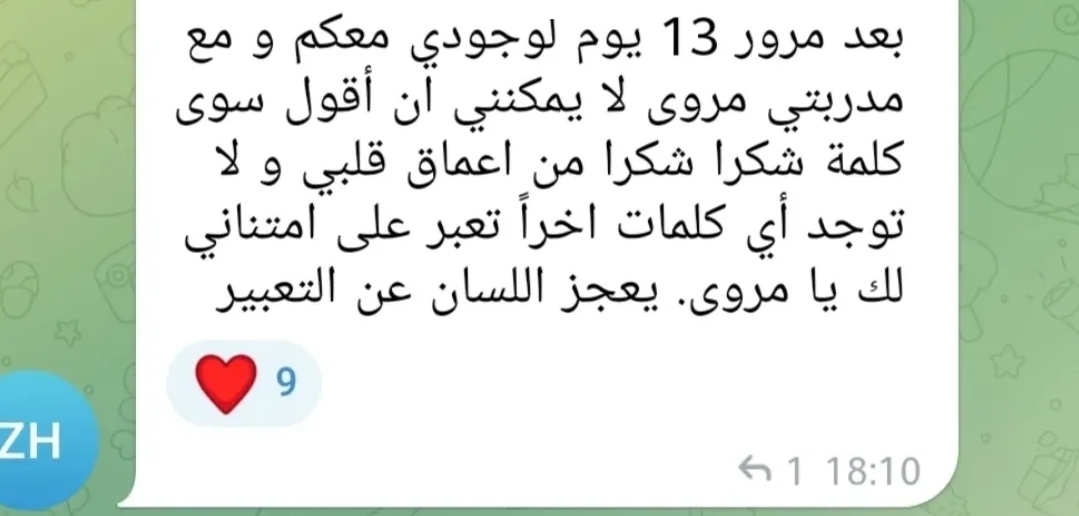 بعد مرور 13 يوم لوجودي معكم و مع
مدربتي مروى لا يمكنني ان أقول سوى
كلمة شكرا شكرا من اعماق قلبي و لا
توجد أي كلمات اخراً تعبر على امتناني
لك يا مروى. يعجز اللسان عن التعبير
9
ZH
1 18:10